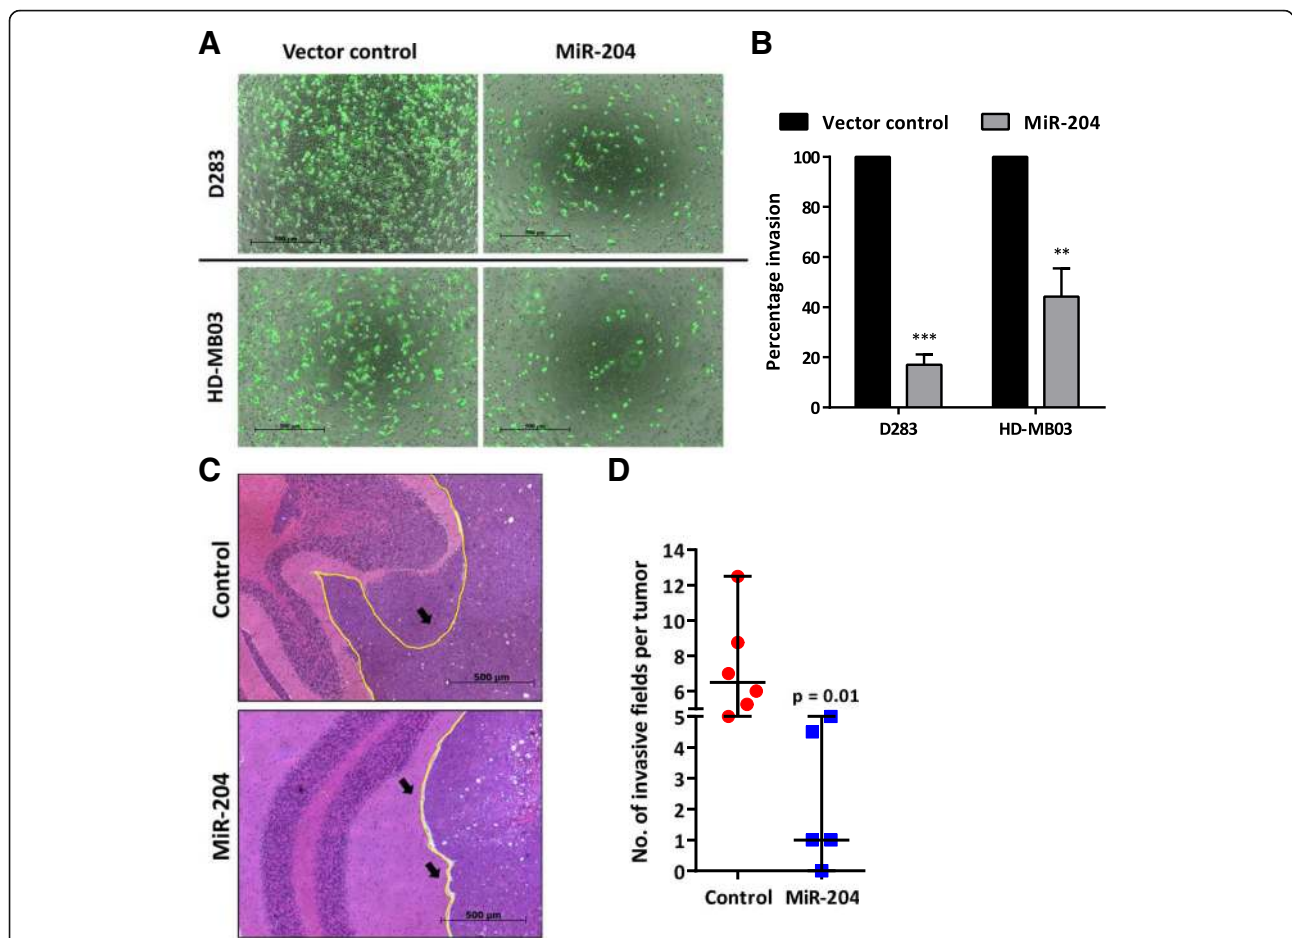 A
Vector control
MiR-204
D283
HD-MB03
B
Vector control
MiR-204
Percentage invasion
100
80
60
40
20
0
***
**
D283
HD-MB03
C
Control
500 µm
MiR-204
500 µm
D
No. of invasive fields per tumor
14
12
10
8
6
5
4
3
2
1
0
p = 0.01
Control
MiR-204